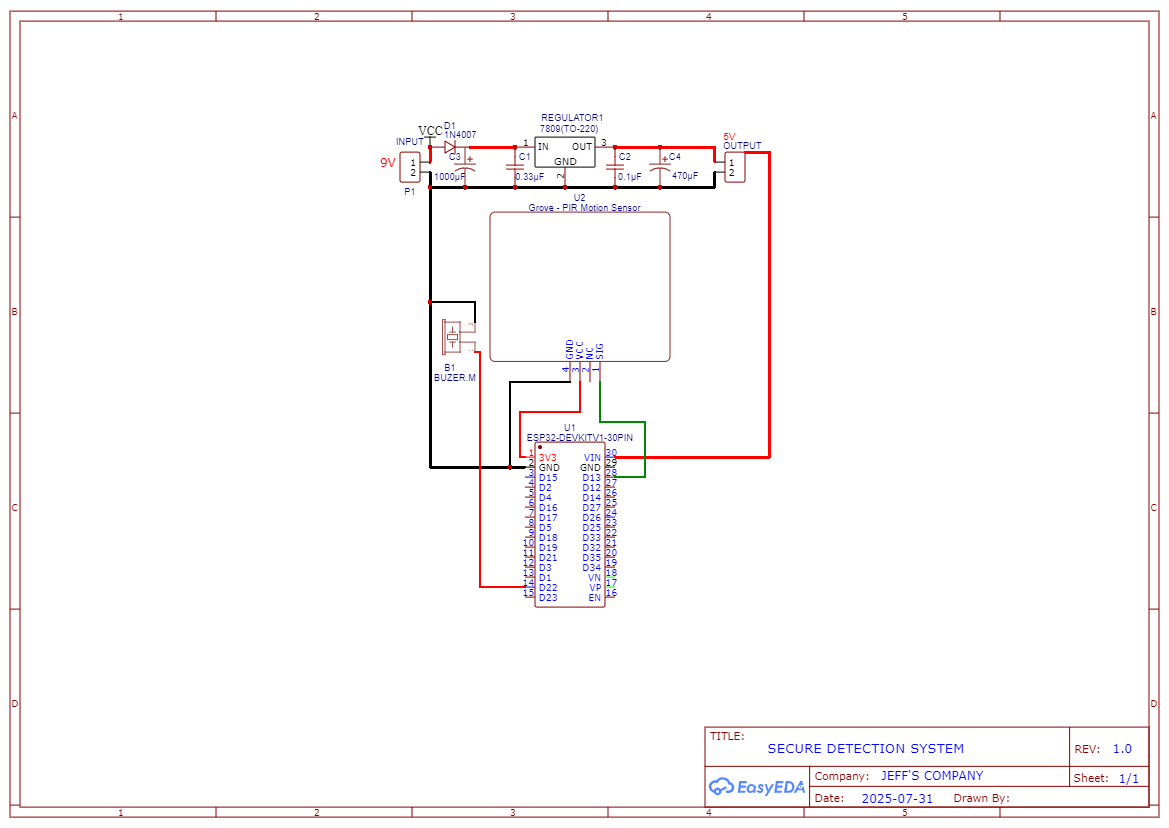 1 2 3 4 5
A A
B B
C C
D D
VCC
D1
1N4007
INPUT
9V
1
2
P1
C3
+
1000µF
C1
0.33µF
REGULATOR1
7809(TO-220)
1 IN OUT 3
GND
2
C2
0.1µF
C4
+
470µF
5V
OUTPUT
1
2
U2
Grove - PIR Motion Sensor
GND VCC NC SIG
4 3 2 1
B1
BUZER.M
U1
ESP32-DEVKITV1-30PIN
1 3V3 VIN 30
2 GND GND 29
3 D15 D13 28
4 D2 D12 27
5 D4 D14 26
6 D16 D27 25
7 D17 D26 24
8 D5 D25 23
9 D18 D33 22
10 D19 D32 21
11 D21 D35 20
12 D3 D34 19
13 D1 VN 18
14 D22 VP 17
15 D23 EN 16
TITLE:
SECURE DETECTION SYSTEM
REV: 1.0
EasyEDA
Company: JEFF'S COMPANY
Sheet: 1/1
Date: 2025-07-31 Drawn By:
1 2 3 4 5